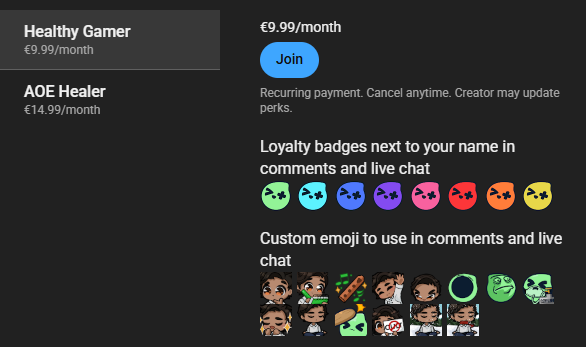 Healthy Gamer
€9.99/month
AOE Healer
€14.99/month
€9.99/month
Join
Recurring payment. Cancel anytime. Creator may update
perks.
Loyalty badges next to your name in
comments and live chat
Custom emoji to use in comments and live
chat